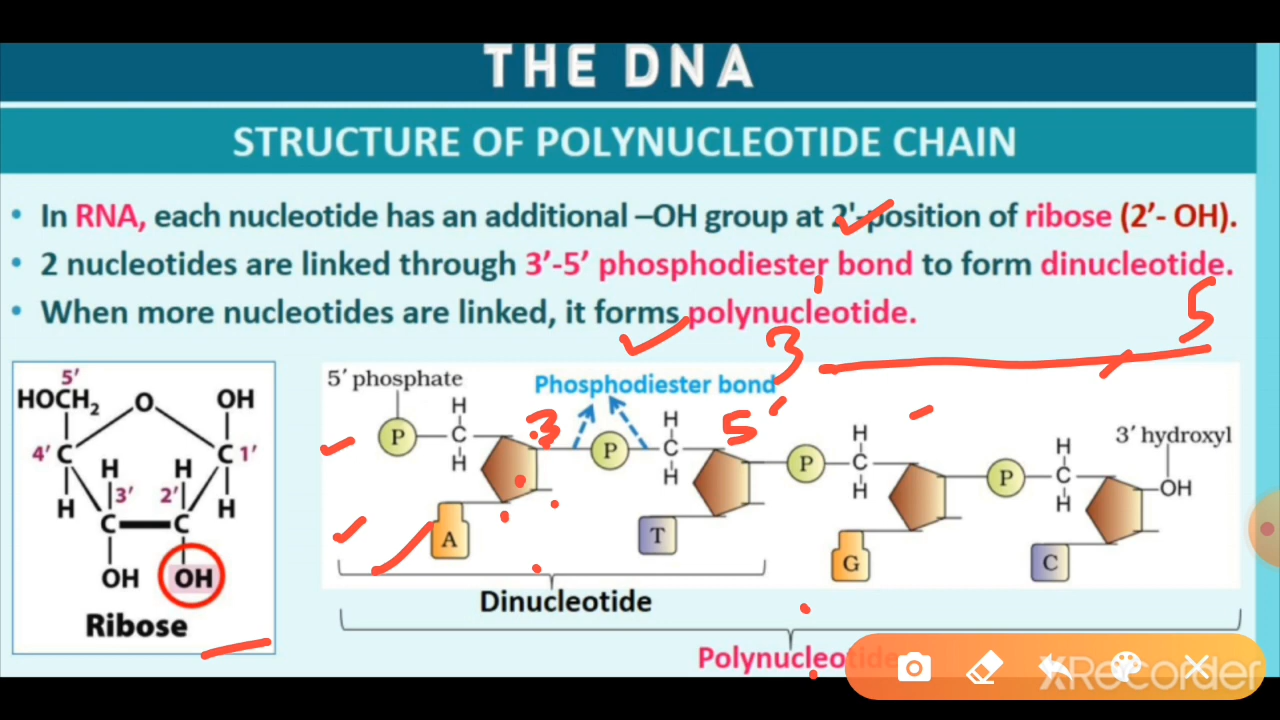 THE DNA
STRUCTURE OF POLYNUCLEOTIDE CHAIN
• In RNA, each nucleotide has an additional –OH group at 2'-position of ribose (2′- OH).
• 2 nucleotides are linked through 3′-5′ phosphodiester bond to form dinucleotide.
• When more nucleotides are linked, it forms polynucleotide.
5
3'
5′
HOCH2
O
OH
4′ C
C 1′
H
H
H
3′
2′
H
C
C
OH
OH
Ribose
5′ phosphate
Phosphodiester bond
3
5'
3′ hydroxyl
P
H
C
H
P
H
C
H
P
H
C
H
P
H
C
H
OH
A
T
G
C
Dinucleotide
Polynucleotide
XRecorder